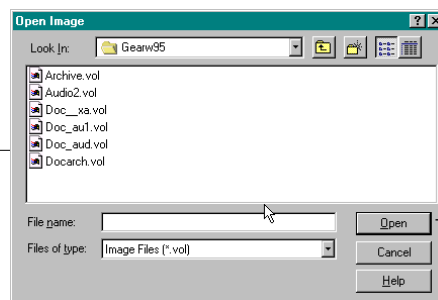 Open Image
Look In: Gearw95
Archive.vol
Audio2.vol
Doc__xa.vol
Doc_au1.vol
Doc_aud.vol
Docarch.vol
File name: Open
Files of type: Image Files (*.vol) Cancel
Help